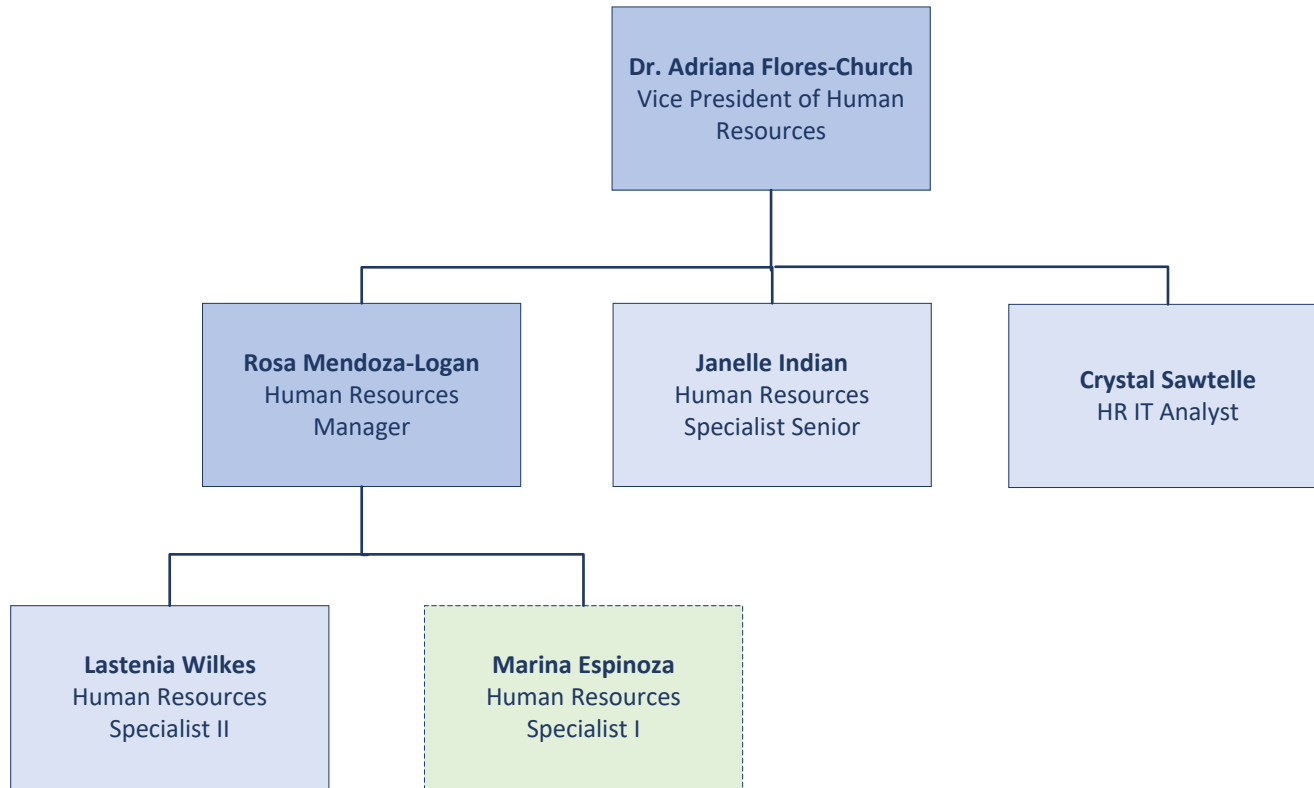 Dr. Adriana Flores-Church
Vice President of Human
Resources
Rosa Mendoza-Logan
Human Resources
Manager
Janelle Indian
Human Resources
Specialist Senior
Crystal Sawtelle
HR IT Analyst
Lastenia Wilkes
Human Resources
Specialist II
Marina Espinoza
Human Resources
Specialist I